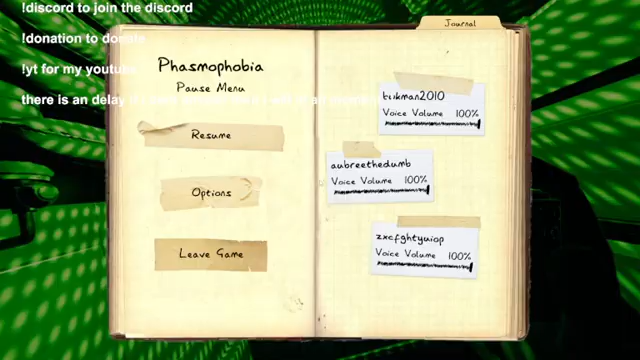 !discord to join the discord
!donation to donate
!yt for my youtube
there is an delay
Journal
Phasmophobia
Pause Menu
Resume
Options
Leave Game
Voice Volume 100%
aubreethedumb
Voice Volume 100%
zxcfghtyuiop
Voice Volume 100%